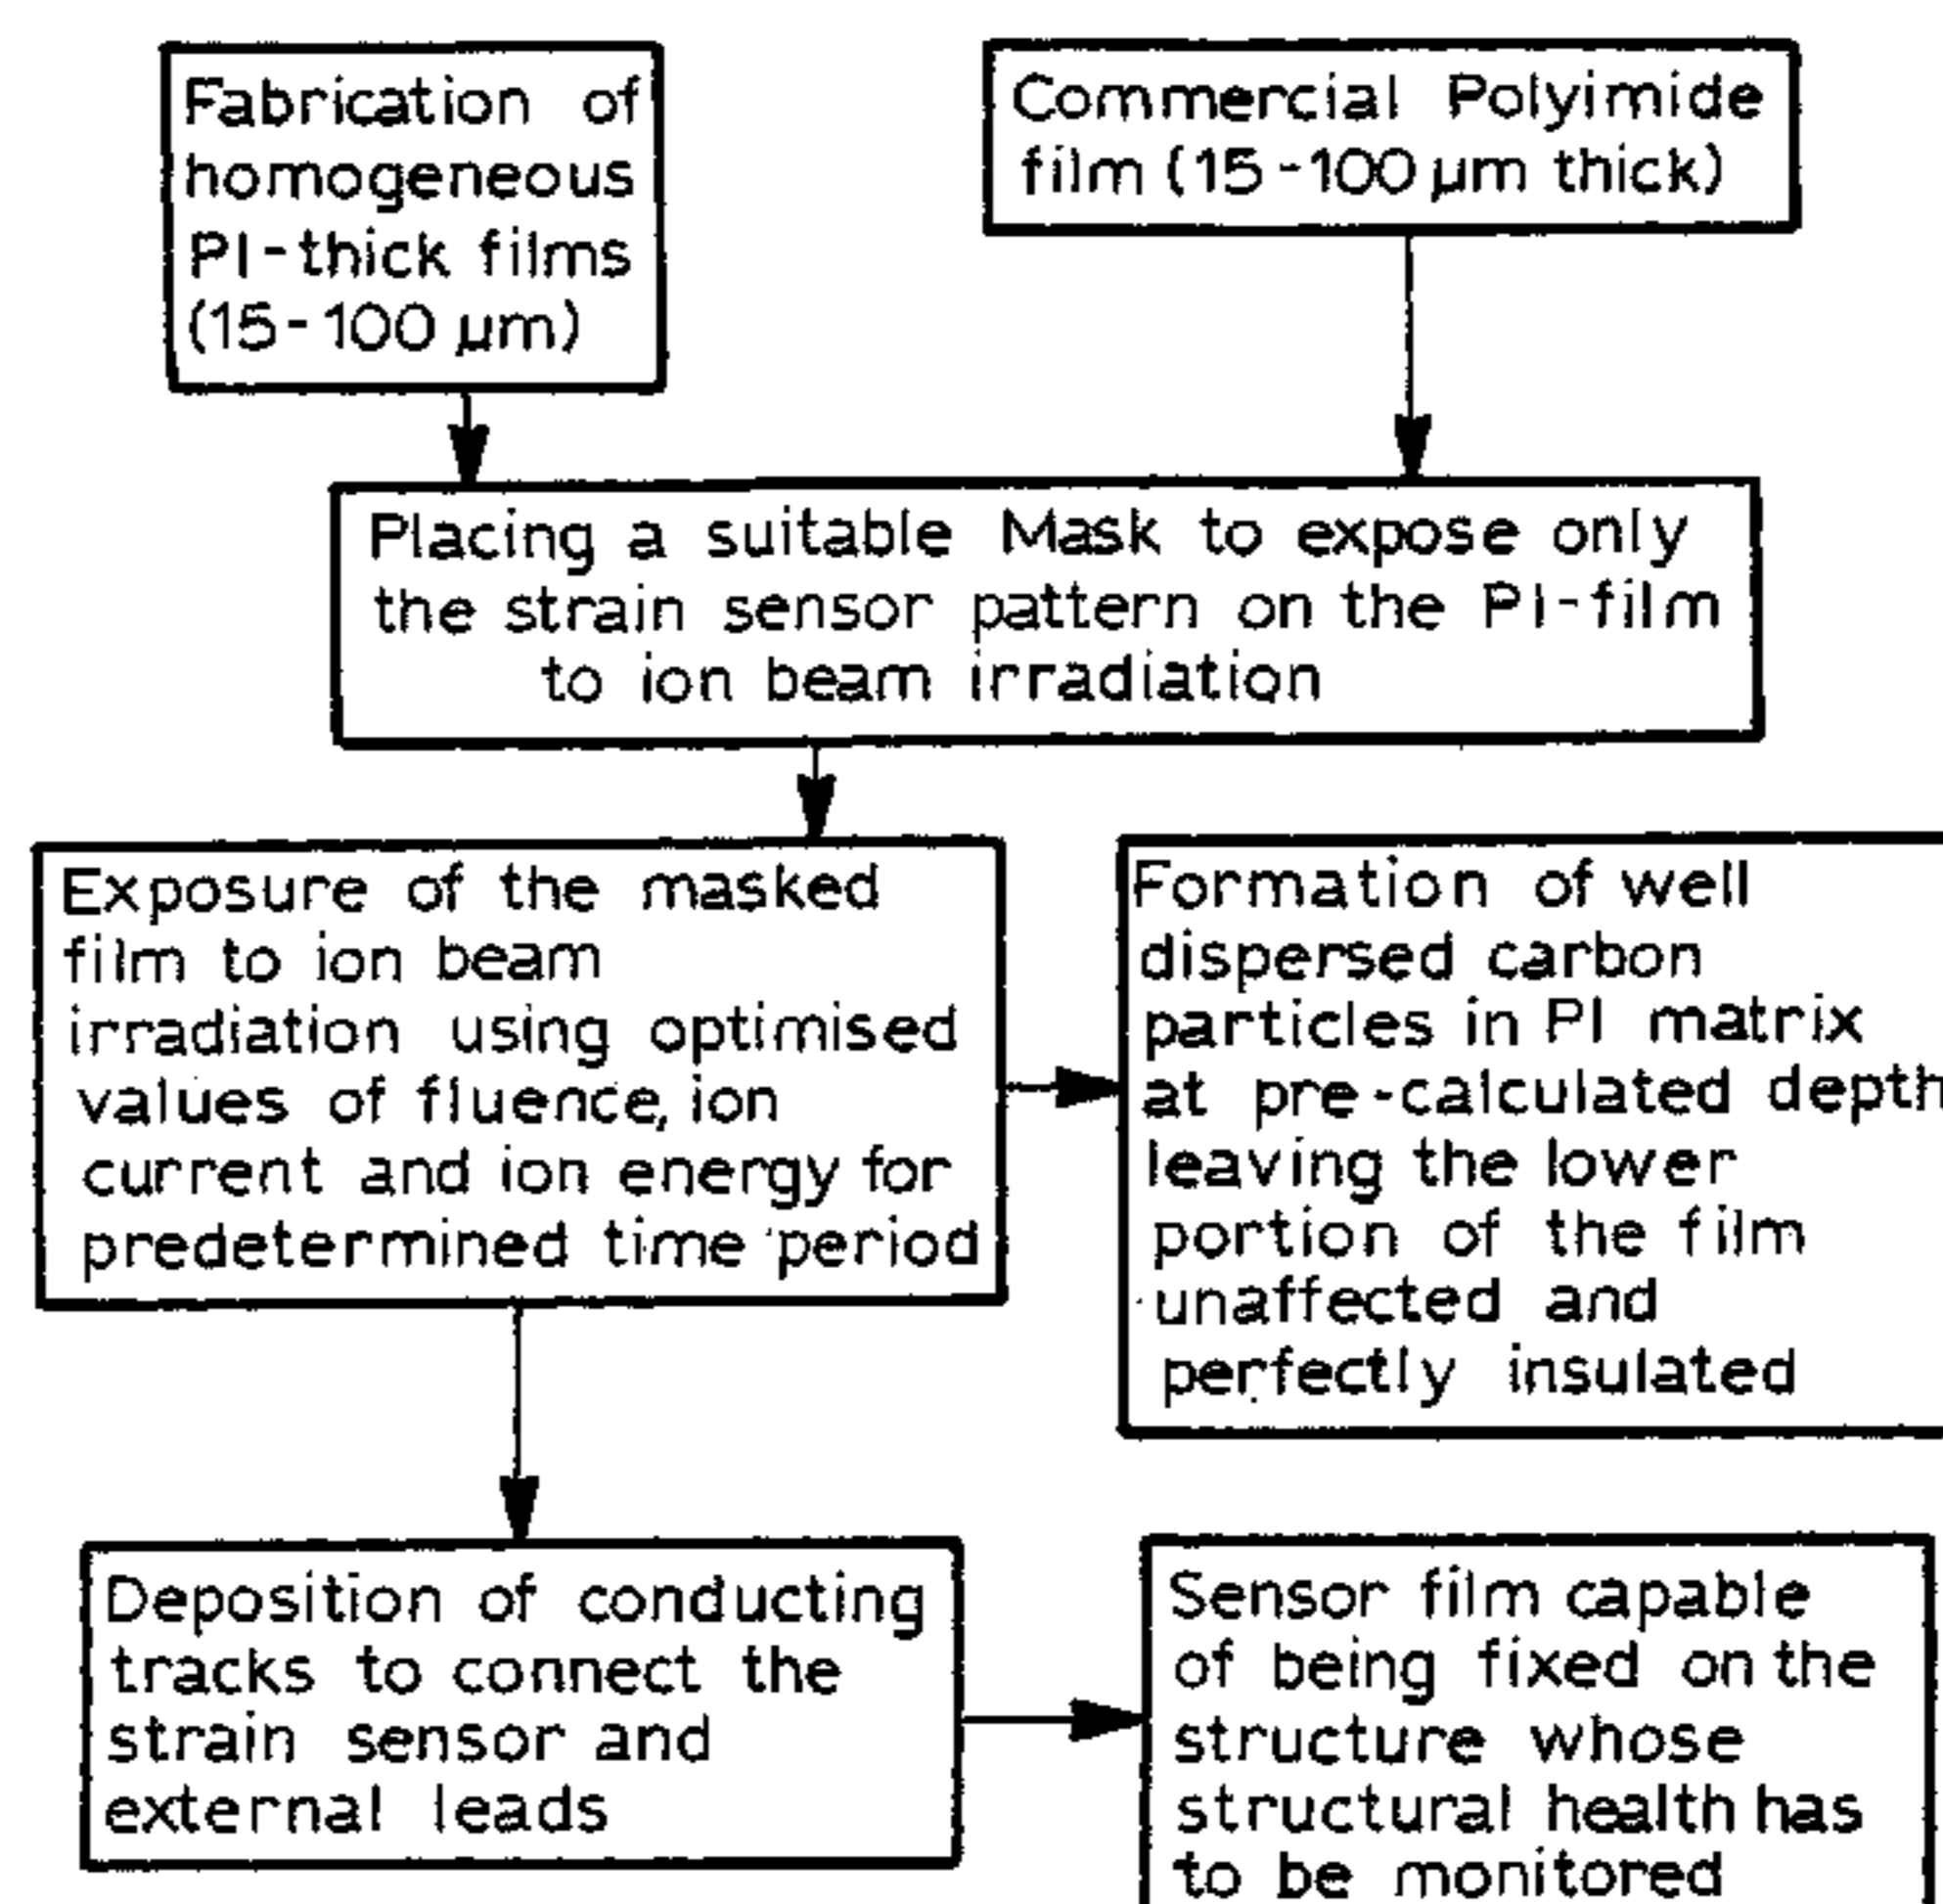 Fabrication of
homogeneous
PI-thick films
(15-100 µm)
Commercial Polyimide
film (15-100 µm thick)
Placing a suitable Mask to expose only
the strain sensor pattern on the PI-film
to ion beam irradiation
Exposure of the masked
film to ion beam
irradiation using optimised
values of fluence, ion
current and ion energy for
predetermined time period
Formation of well
dispersed carbon
particles in PI matrix
at pre-calculated depth
leaving the lower
portion of the film
unaffected and
perfectly insulated
Deposition of conducting
tracks to connect the
strain sensor and
external leads
Sensor film capable
of being fixed on the
structure whose
structural health has
to be monitored